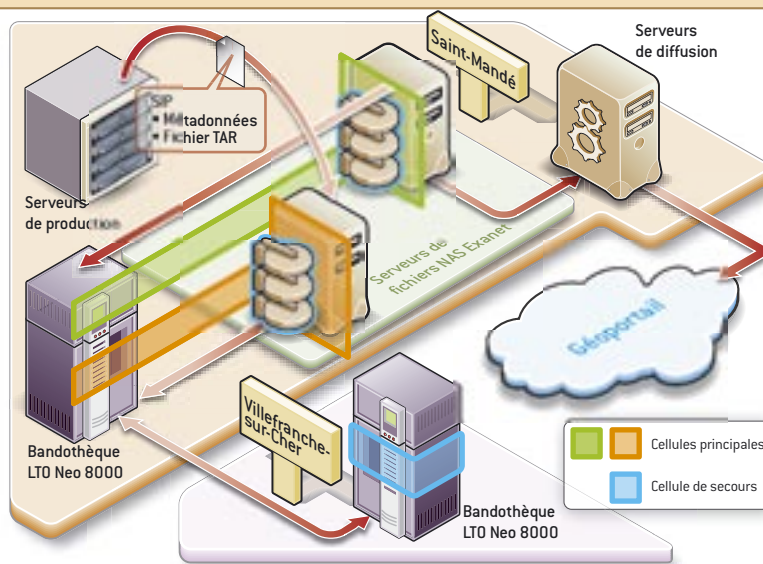 Saint-Mandé
Serveurs
de diffusion
SIP
▪ Métadonnées
▪ Fichier TAR
Serveurs
de production
Serveurs de
fichiers NAS Exanet
Géoportail
Bandothèque
LTO Neo 8000
Villefranche-
sur-Cher
Bandothèque
LTO Neo 8000
Cellules principales
Cellule de secours